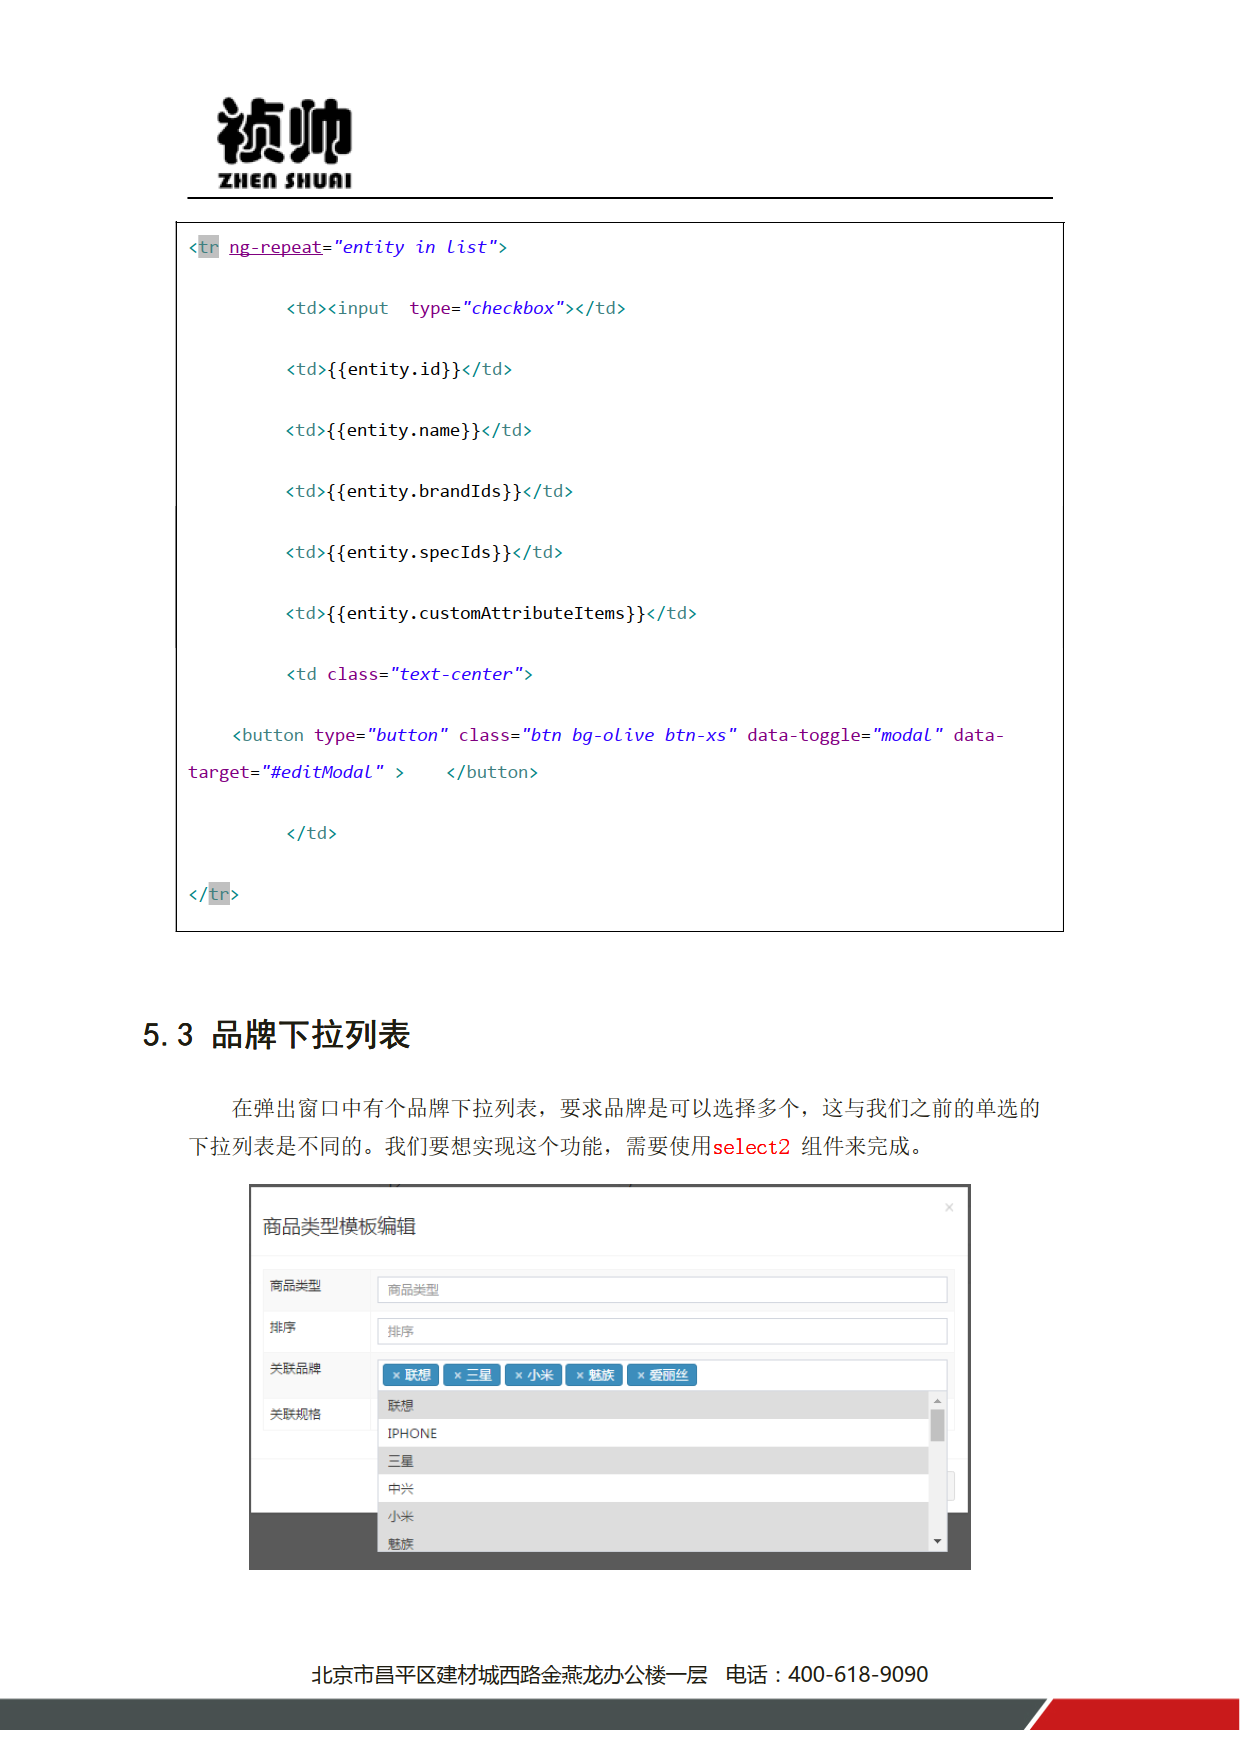 祯帅
ZHEN SHUAI
<tr ng-repeat="entity in list">
<td><input  type="checkbox"></td>
<td>{{entity.id}}</td>
<td>{{entity.name}}</td>
<td>{{entity.brandIds}}</td>
<td>{{entity.specIds}}</td>
<td>{{entity.customAttributeItems}}</td>
<td class="text-center">
<button type="button" class="btn bg-olive btn-xs" data-toggle="modal" data-
target="#editModal" >    </button>
</td>
</tr>
5.3 品牌下拉列表
在弹出窗口中有个品牌下拉列表，要求品牌是可以选择多个，这与我们之前的单选的
下拉列表是不同的。我们要想实现这个功能，需要使用select2 组件来完成。
×
商品类型模板编辑
商品类型 商品类型
排序 排序
关联品牌 × 联想 × 三星 × 小米 × 魅族 × 爱丽丝
联想
关联规格
IPHONE
三星
中兴
小米
魅族
北京市昌平区建材城西路金燕龙办公楼一层 电话：400-618-9090